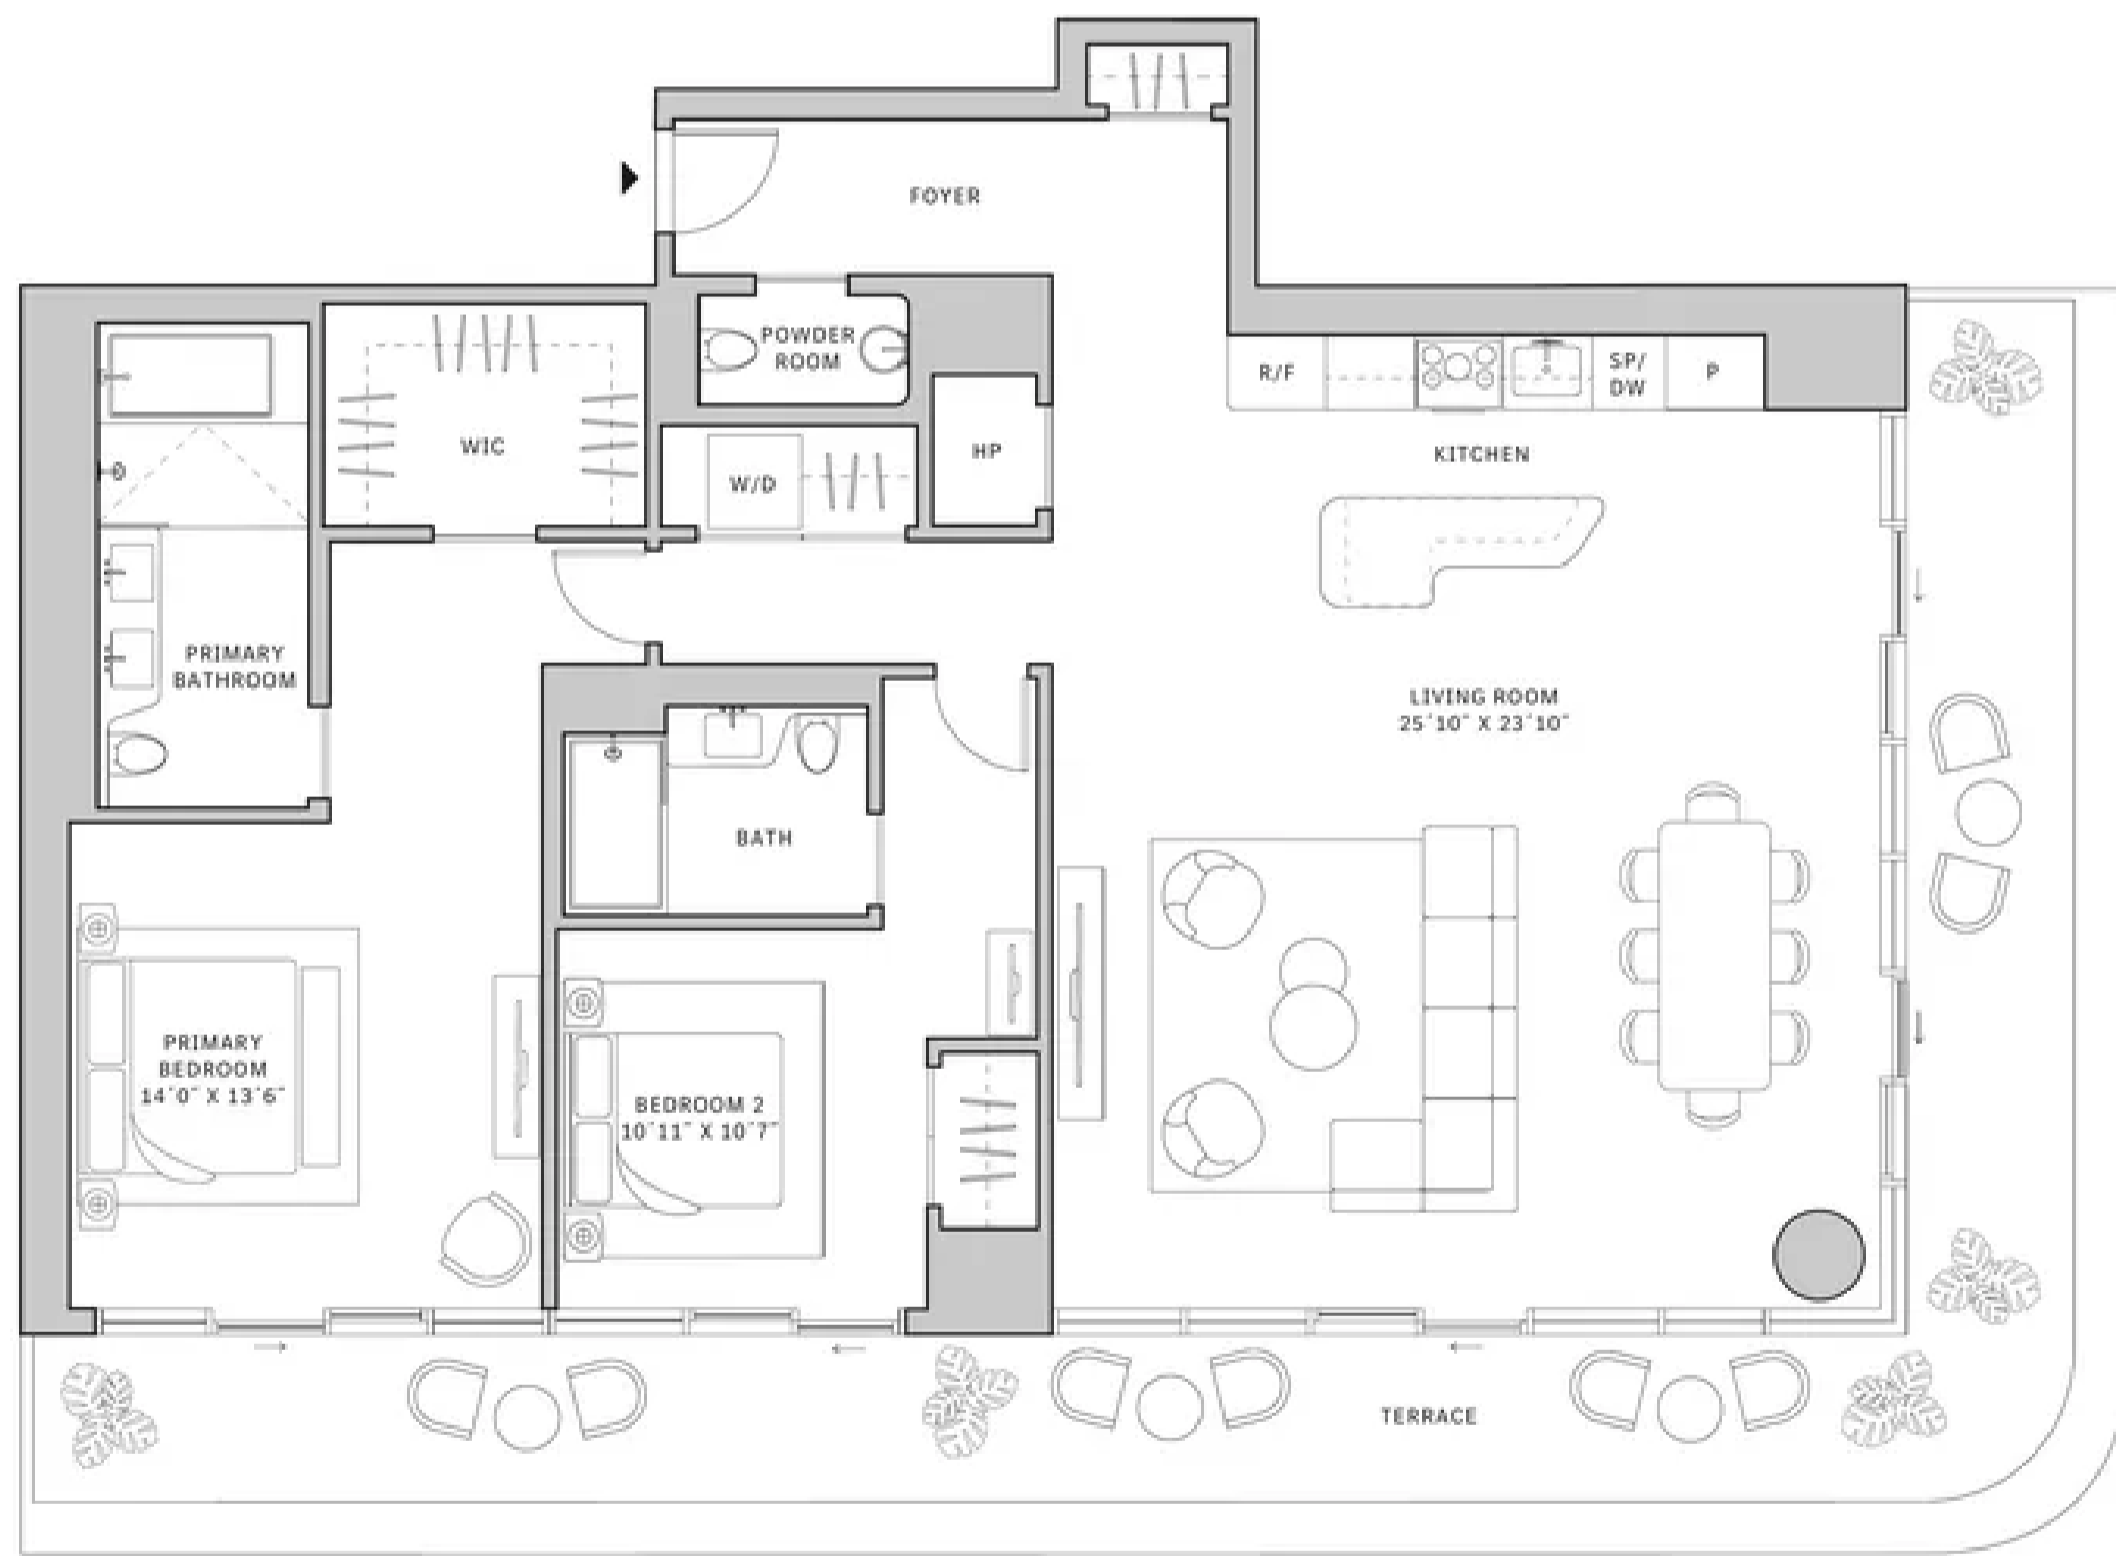 FOYER
POWDER
ROOM
R/F
SP/
DW
P
WIC
HP
KITCHEN
W/D
PRIMARY
BATHROOM
LIVING ROOM
25'10" X 23'10"
BATH
PRIMARY
BEDROOM
14'0" X 13'6"
BEDROOM 2
10'11" X 10'7"
TERRACE